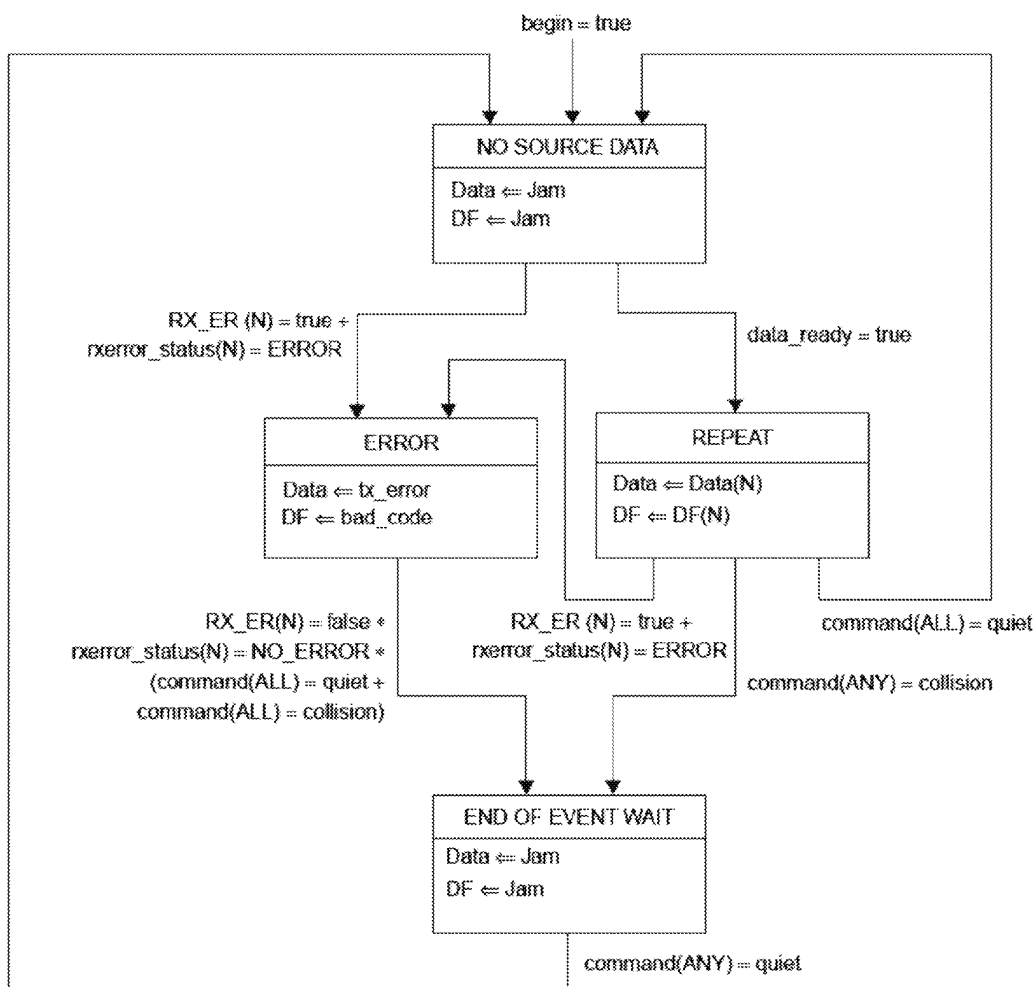 begin = true
NO SOURCE DATA
Data ⇐ Jam
DF ⇐ Jam
RX_ER (N) = true +
rxerror_status(N) = ERROR
data_ready = true
ERROR
Data ⇐ tx_error
DF ⇐ bad_code
REPEAT
Data ⇐ Data(N)
DF ⇐ DF(N)
RX_ER(N) = false *
rxerror_status(N) = NO_ERROR *
(command(ALL) = quiet +
command(ALL) = collision)
RX_ER (N) = true +
rxerror_status(N) = ERROR
command(ALL) = quiet
command(ANY) = collision
END OF EVENT WAIT
Data ⇐ Jam
DF ⇐ Jam
command(ANY) = quiet